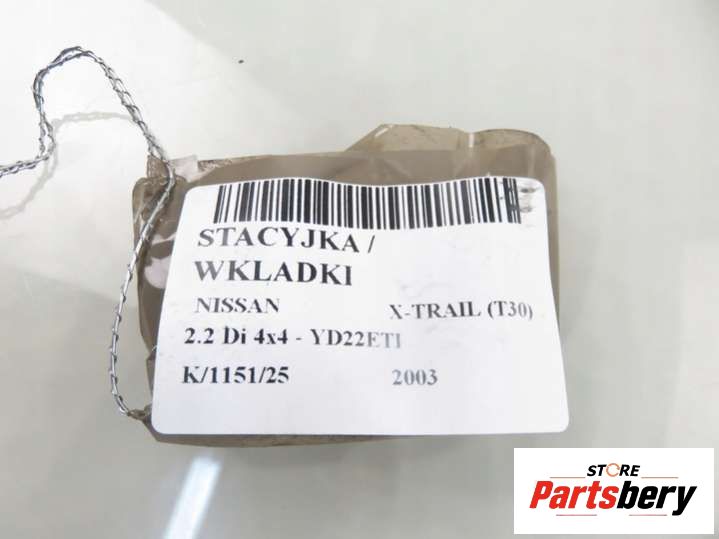 STACYJKA /
WKLADKI
NISSAN X-TRAIL (T30)
2.2 Di 4x4 - YD22ETI
K/1151/25 2003
STORE
Partsbery